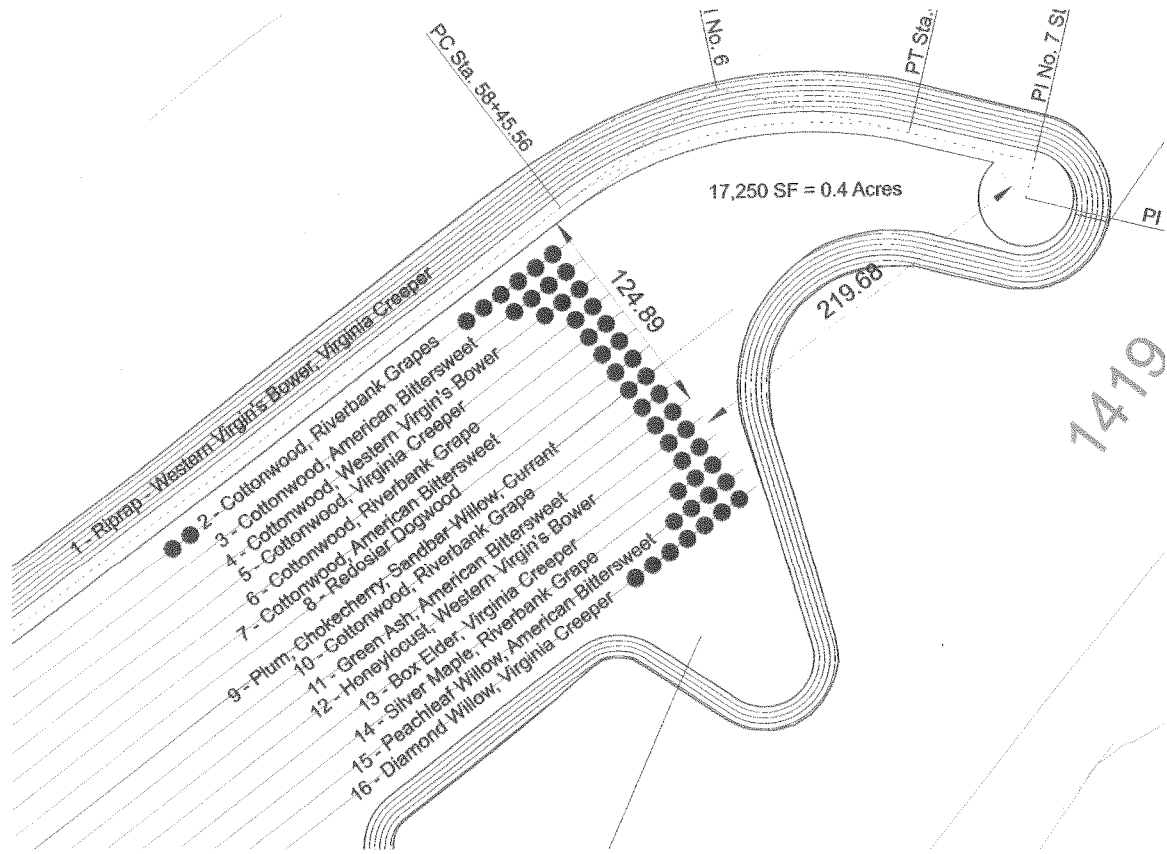 PC Sta. 58+45.56
I No. 6
PT Sta.
PI No. 7 St
PI
17,250 SF = 0.4 Acres
124.89
219.68
1419
1 - Riprap - Western Virgin's Bower, Virginia Creeper
2 - Cottonwood, Riverbank Grapes
3 - Cottonwood, American Bittersweet
4 - Cottonwood, Western Virgin's Bower
5 - Cottonwood, Virginia Creeper
6 - Cottonwood, Riverbank Grape
7 - Cottonwood, American Bittersweet
8 - Redosier Dogwood
9 - Plum, Chokecherry, Sandbar Willow, Currant
10 - Cottonwood, Riverbank Grape
11 - Green Ash, American Bittersweet
12 - Honeylocust, Western Virgin's Bower
13 - Box Elder, Virginia Creeper
14 - Silver Maple, Riverbank Grape
15 - Peachleaf Willow, American Bittersweet
16 - Diamond Willow, Virginia Creeper